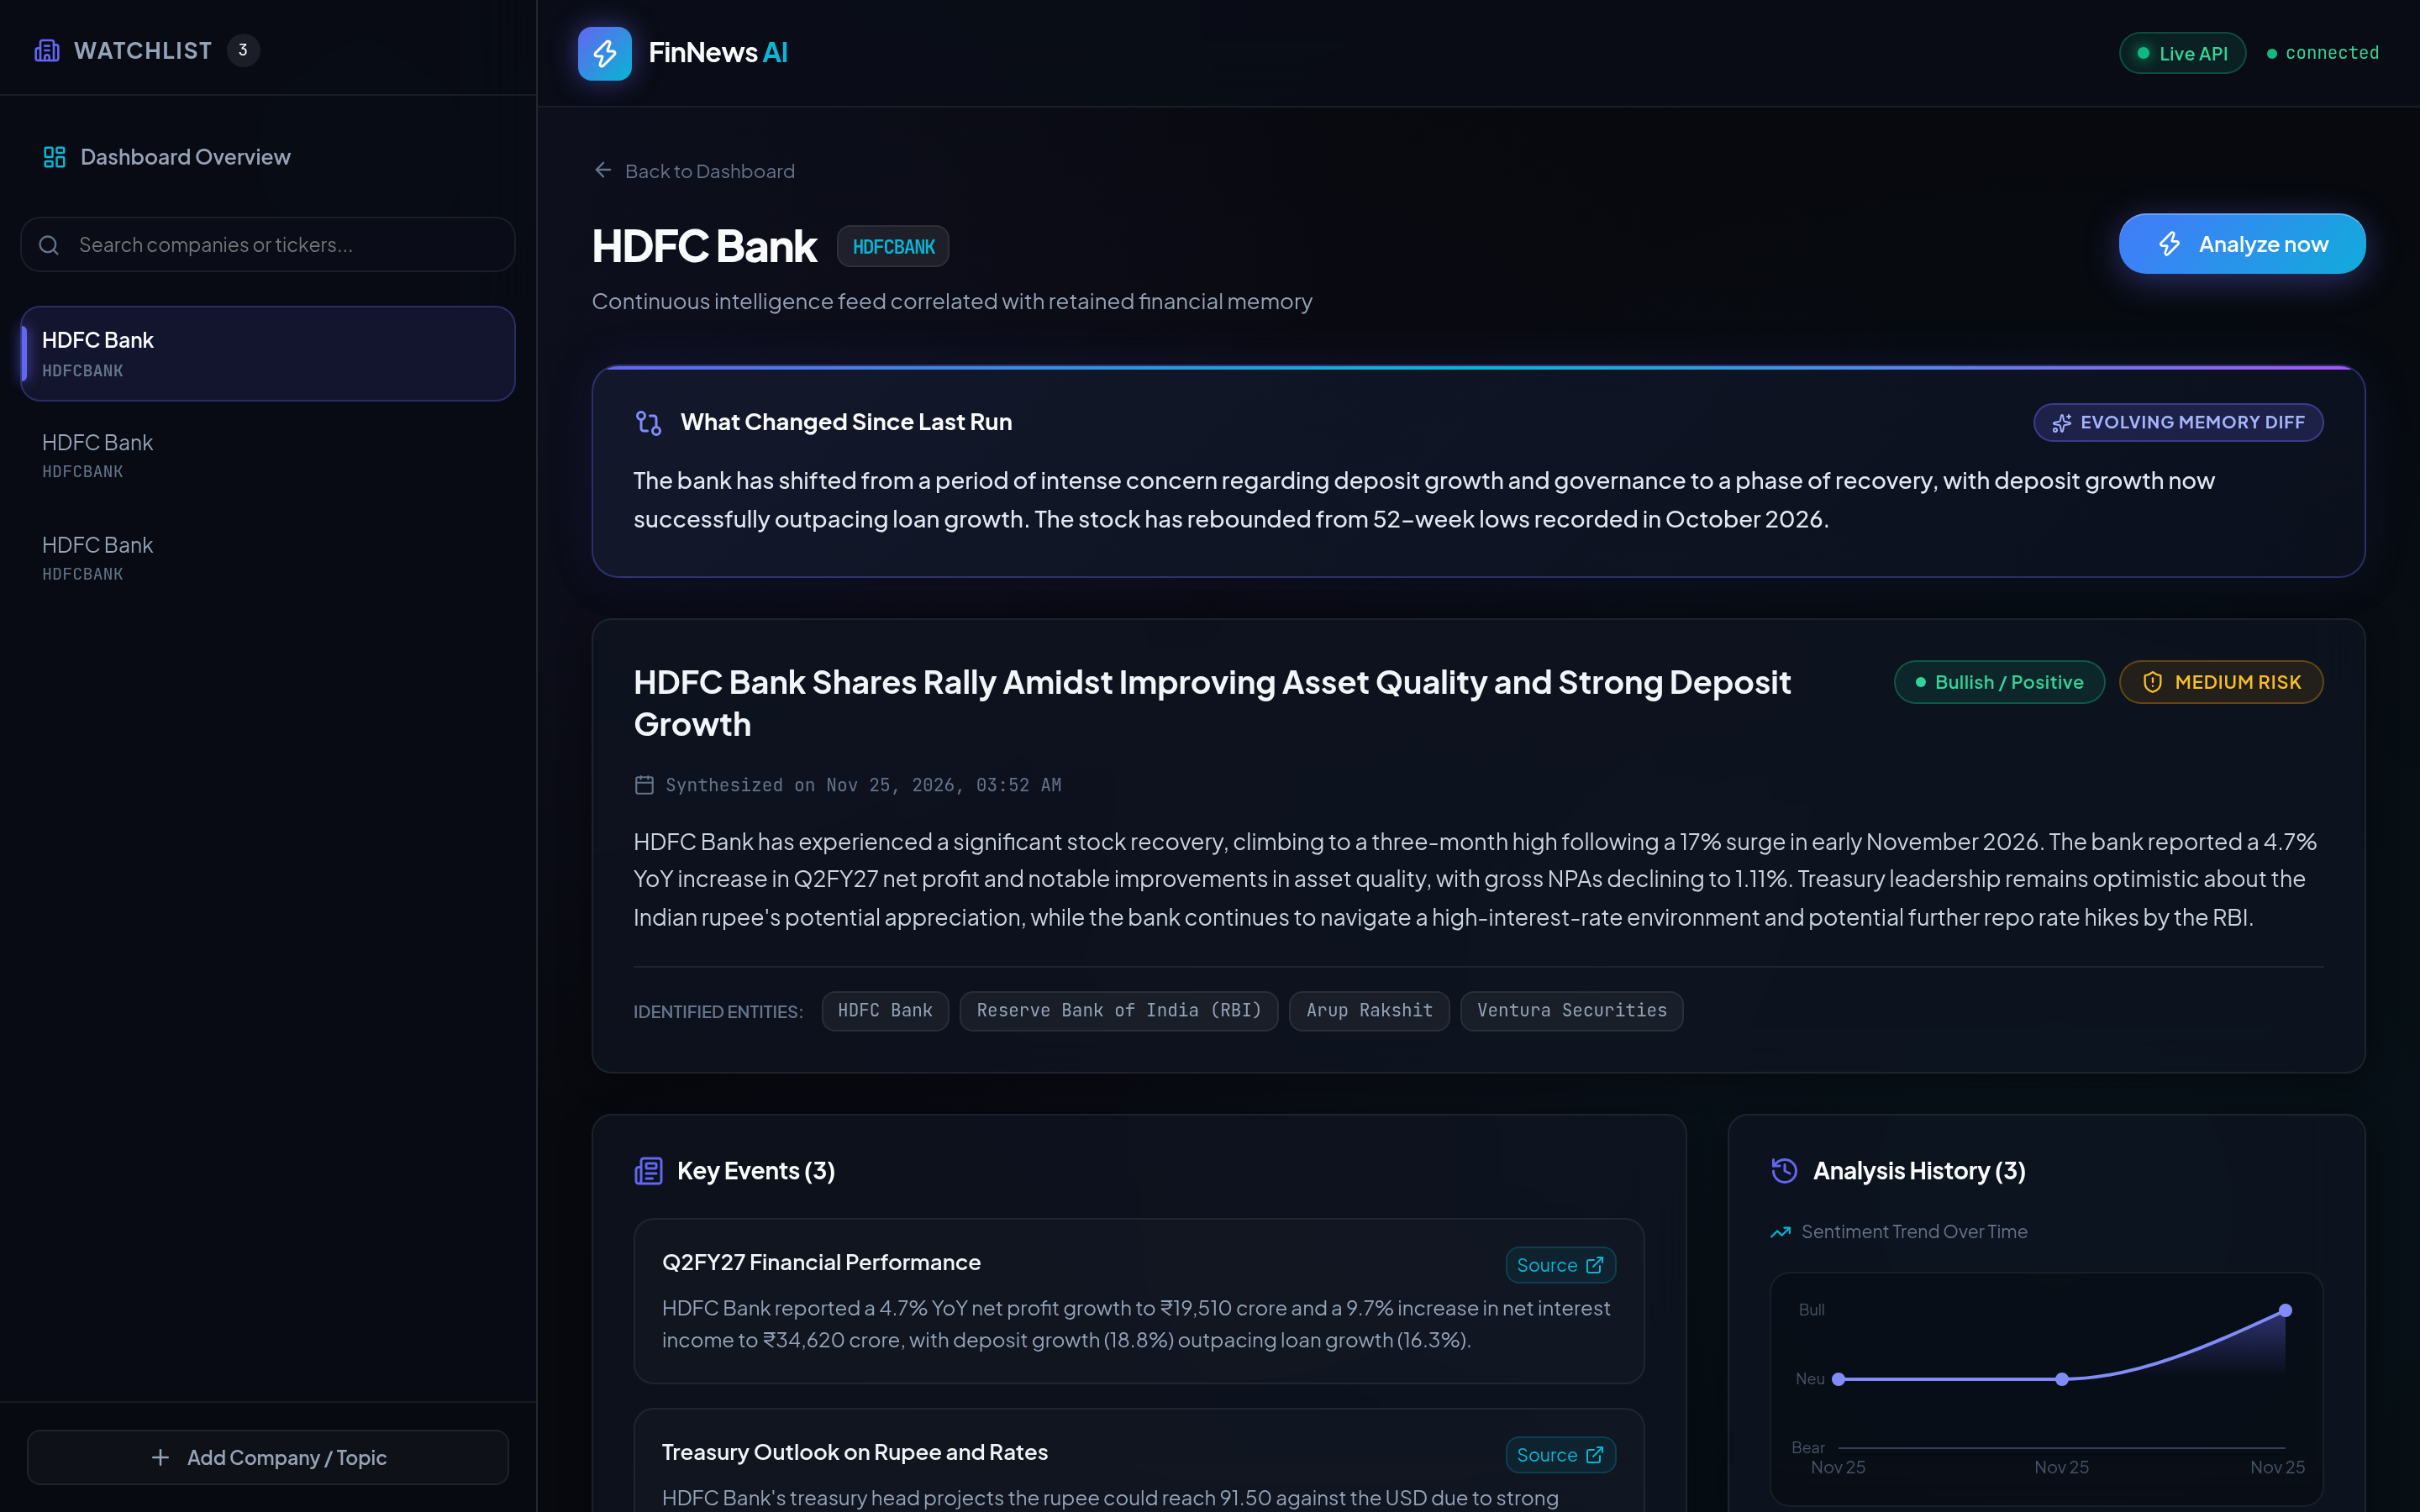 WATCHLIST 3
Dashboard Overview
Search companies or tickers...
HDFC Bank
HDFCBANK
HDFC Bank
HDFCBANK
HDFC Bank
HDFCBANK
Add Company / Topic
FinNews AI
Live API
connected
Back to Dashboard
HDFC Bank HDFCBANK
Analyze now
Continuous intelligence feed correlated with retained financial memory
What Changed Since Last Run
EVOLVING MEMORY DIFF
The bank has shifted from a period of intense concern regarding deposit growth and governance to a phase of recovery, with deposit growth now
successfully outpacing loan growth. The stock has rebounded from 52-week lows recorded in October 2026.
HDFC Bank Shares Rally Amidst Improving Asset Quality and Strong Deposit
Growth
Bullish / Positive
MEDIUM RISK
Synthesized on Nov 25, 2026, 03:52 AM
HDFC Bank has experienced a significant stock recovery, climbing to a three-month high following a 17% surge in early November 2026. The bank reported a 4.7%
YoY increase in Q2FY27 net profit and notable improvements in asset quality, with gross NPAs declining to 1.11%. Treasury leadership remains optimistic about the
Indian rupee's potential appreciation, while the bank continues to navigate a high-interest-rate environment and potential further repo rate hikes by the RBI.
IDENTIFIED ENTITIES: HDFC Bank Reserve Bank of India (RBI) Arup Rakshit Ventura Securities
Key Events (3)
Q2FY27 Financial Performance
Source
HDFC Bank reported a 4.7% YoY net profit growth to ₹19,510 crore and a 9.7% increase in net interest
income to ₹34,620 crore, with deposit growth (18.8%) outpacing loan growth (16.3%).
Treasury Outlook on Rupee and Rates
Source
HDFC Bank's treasury head projects the rupee could reach 91.50 against the USD due to strong
Analysis History (3)
Sentiment Trend Over Time
Bull
Neu
Bear
Nov 25 Nov 25 Nov 25